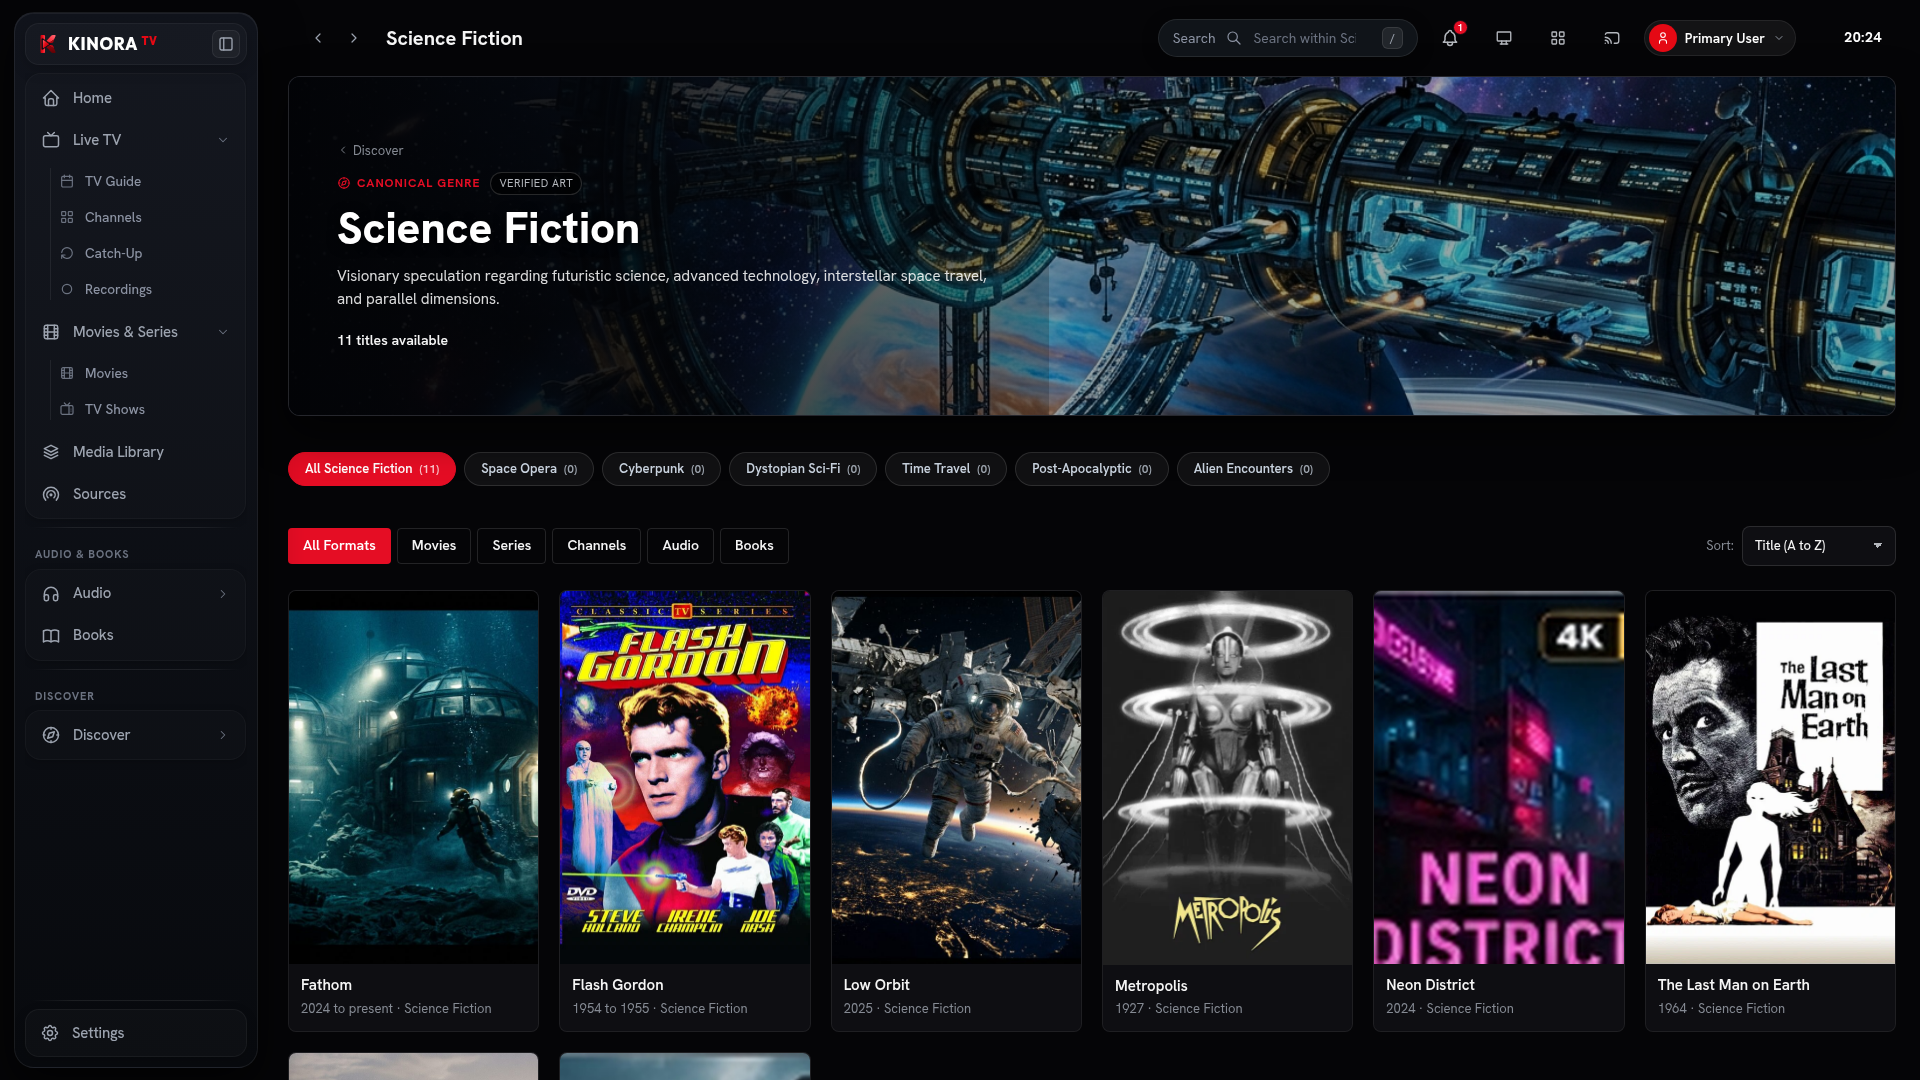 KINORA TV
Home
Live TV
TV Guide
Channels
Catch-Up
Recordings
Movies & Series
Movies
TV Shows
Media Library
Sources
AUDIO & BOOKS
Audio
Books
DISCOVER
Discover
Settings
Science Fiction
Search
Search within Sci
/
1
Primary User
20:24
Discover
CANONICAL GENRE
VERIFIED ART
Science Fiction
Visionary speculation regarding futuristic science, advanced technology, interstellar space travel,
and parallel dimensions.
11 titles available
All Science Fiction (11)
Space Opera (0)
Cyberpunk (0)
Dystopian Sci-Fi (0)
Time Travel (0)
Post-Apocalyptic (0)
Alien Encounters (0)
All Formats
Movies
Series
Channels
Audio
Books
Sort:
Title (A to Z)
CLASSIC TV SERIES
FLASH
GORDON
DVD
VIDEO
STEVE HOLLAND
IRENE CHAMPLIN
JOE NASH
METROPOLIS
4K
NEON
DISTRICT
The Last
Man on
Earth
Fathom
2024 to present · Science Fiction
Flash Gordon
1954 to 1955 · Science Fiction
Low Orbit
2025 · Science Fiction
Metropolis
1927 · Science Fiction
Neon District
2024 · Science Fiction
The Last Man on Earth
1964 · Science Fiction